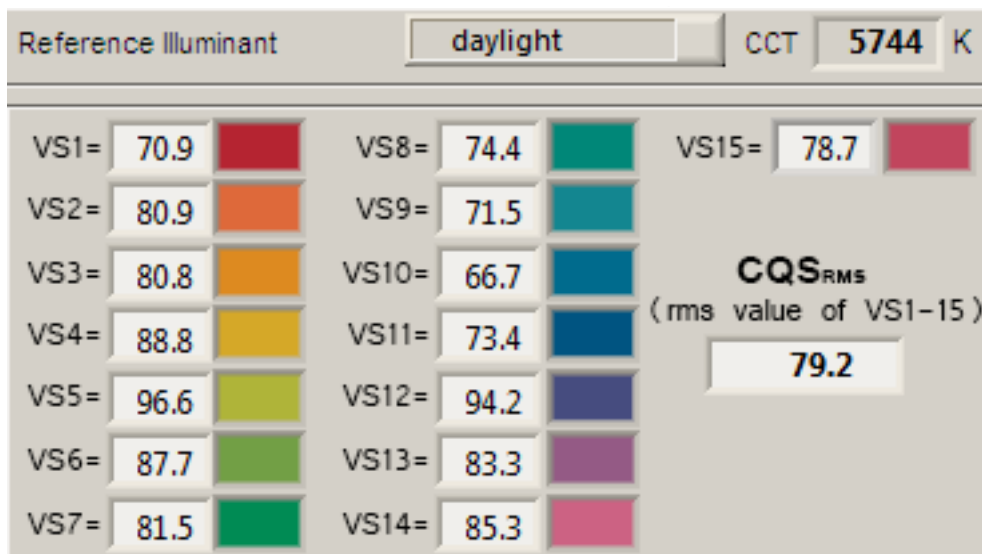 Reference Illuminant daylight CCT 5744 K
VS1= 70.9 VS8= 74.4 VS15= 78.7
VS2= 80.9 VS9= 71.5
VS3= 80.8 VS10= 66.7
CQSRMS
(rms value of VS1-15)
VS4= 88.8 VS11= 73.4
79.2
VS5= 96.6 VS12= 94.2
VS6= 87.7 VS13= 83.3
VS7= 81.5 VS14= 85.3